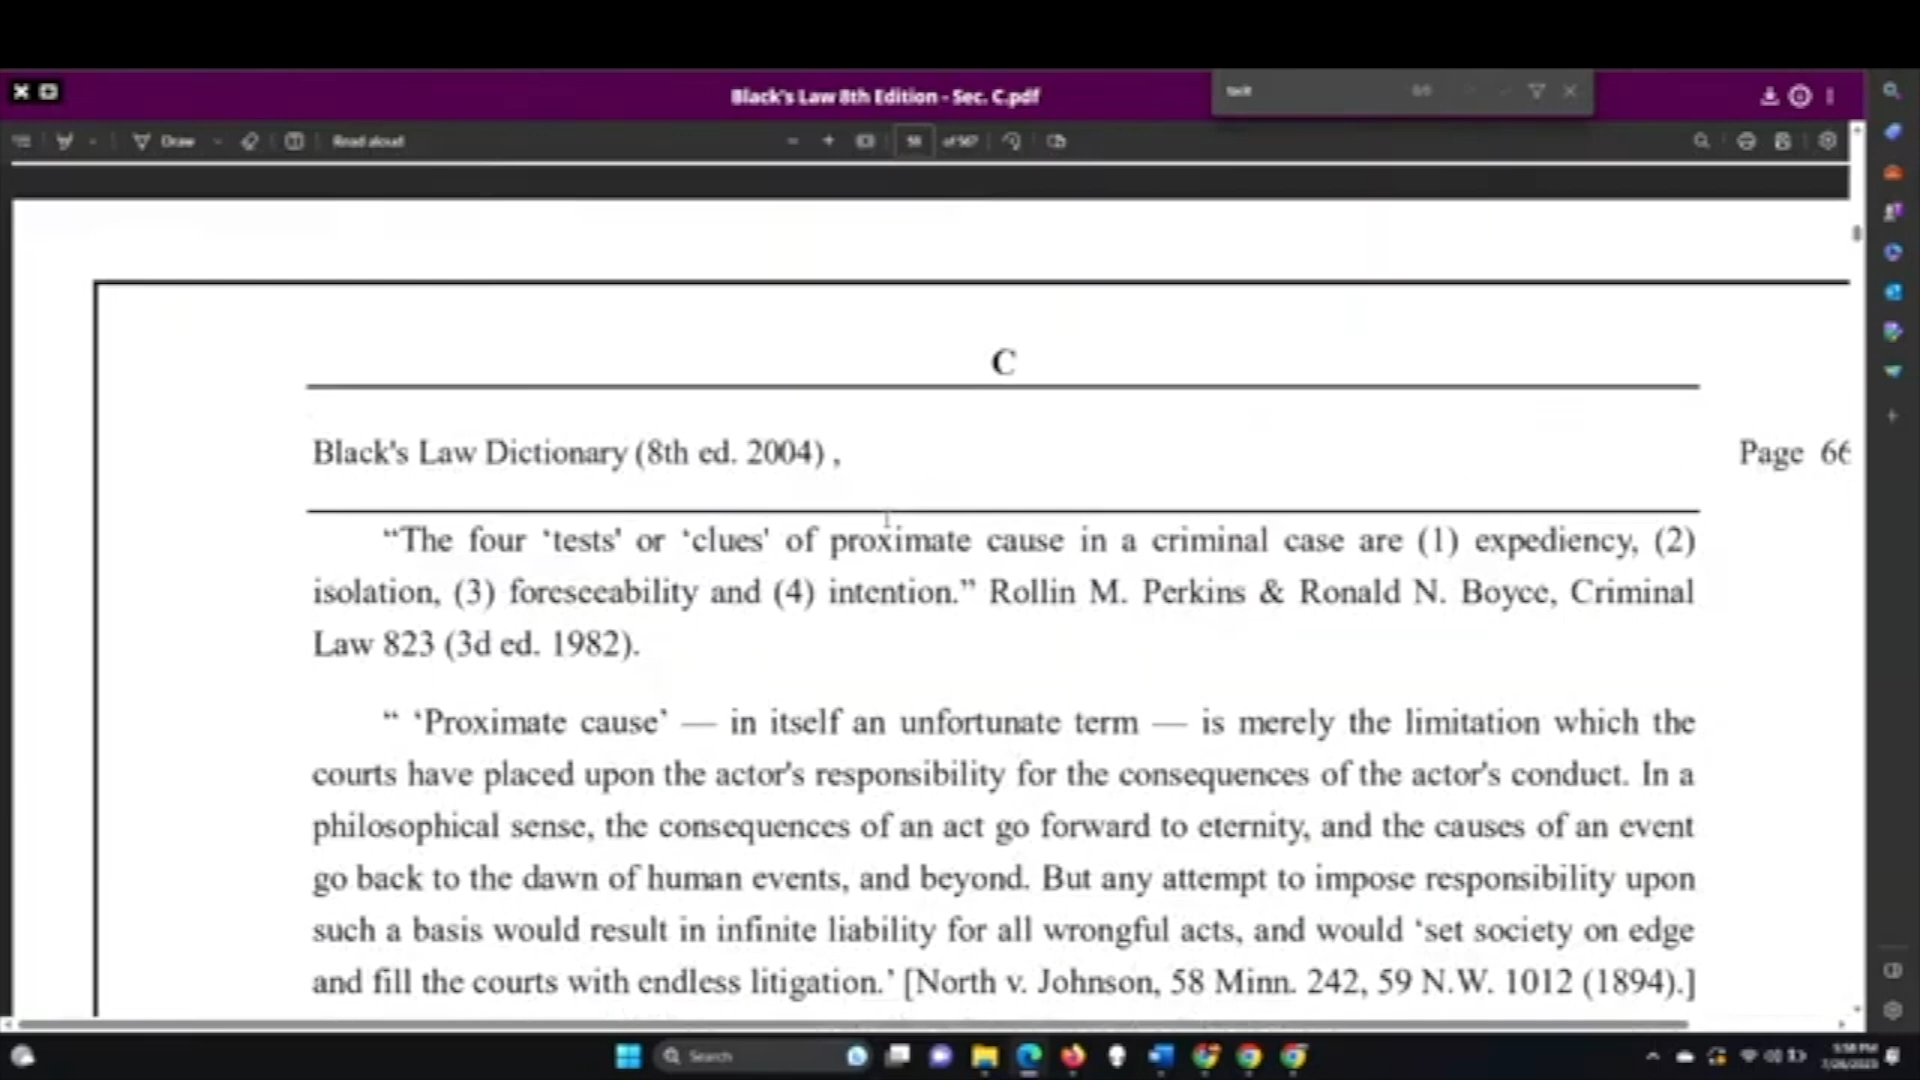 Black's Law 8th Edition - Sec. C.pdf
Draw
Read aloud
of 567
C
Black's Law Dictionary (8th ed. 2004) ,
Page 66
“The four ‘tests' or ‘clues' of proximate cause in a criminal case are (1) expediency, (2)
isolation, (3) foreseeability and (4) intention.” Rollin M. Perkins & Ronald N. Boyce, Criminal
Law 823 (3d ed. 1982).
“ ‘Proximate cause’ — in itself an unfortunate term — is merely the limitation which the
courts have placed upon the actor's responsibility for the consequences of the actor's conduct. In a
philosophical sense, the consequences of an act go forward to eternity, and the causes of an event
go back to the dawn of human events, and beyond. But any attempt to impose responsibility upon
such a basis would result in infinite liability for all wrongful acts, and would ‘set society on edge
and fill the courts with endless litigation.’ [North v. Johnson, 58 Minn. 242, 59 N.W. 1012 (1894).]
Search
5:58 PM